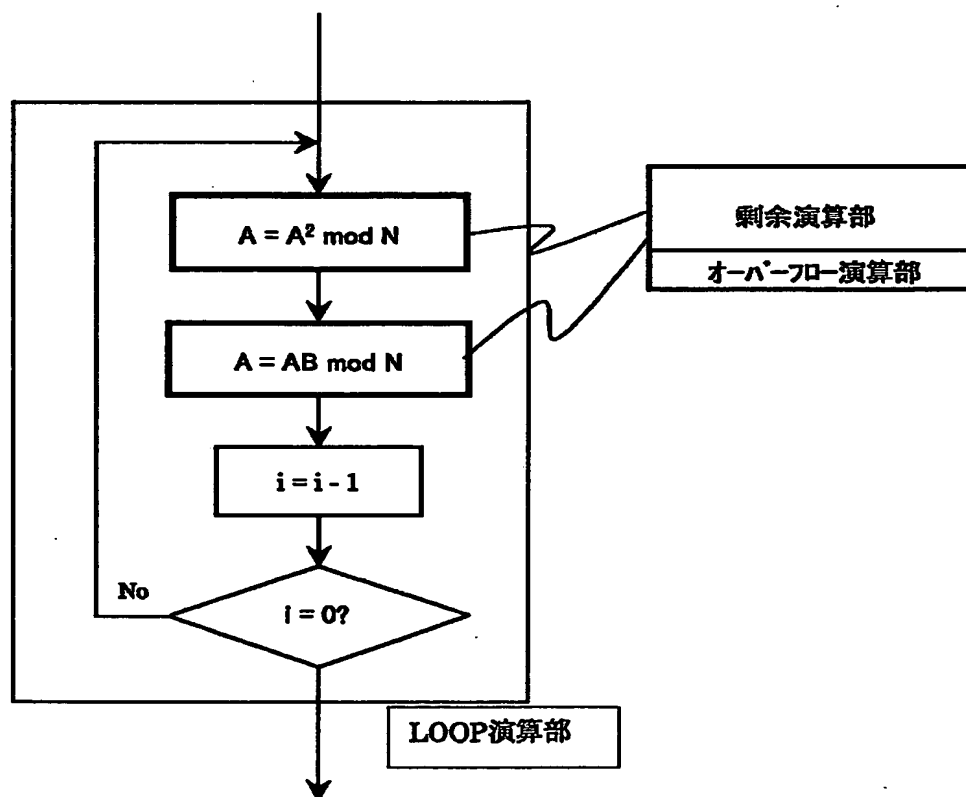 A = A² mod N
剰余演算部
オーバーフロー演算部
A = AB mod N
i = i - 1
No
i = 0?
LOOP演算部